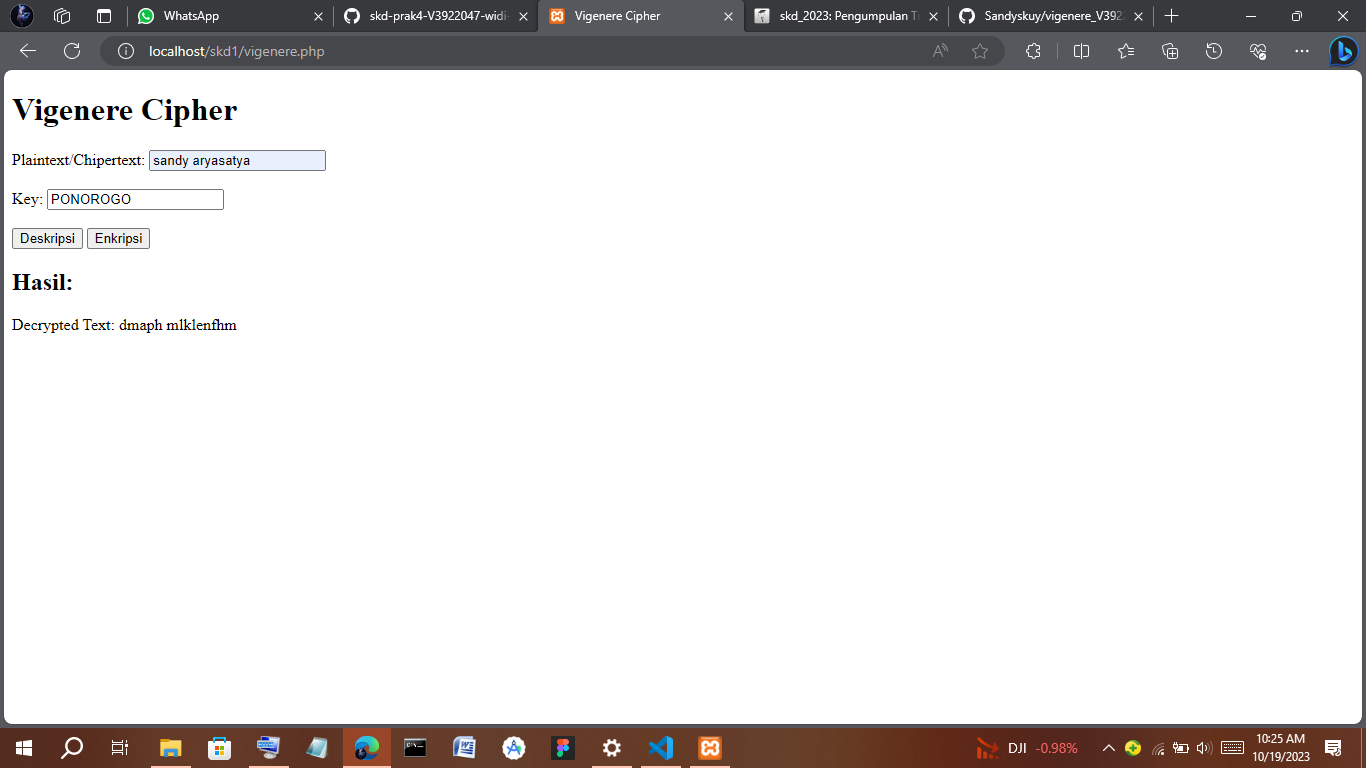 WhatsApp
skd-prak4-V3922047-widi-
Vigenere Cipher
skd_2023: Pengumpulan Tu
Sandyskuy/vigenere_V392
localhost/skd1/vigenere.php
Vigenere Cipher
Plaintext/Chipertext: sandy aryasatya
Key: PONOROGO
Deskripsi Enkripsi
Hasil:
Decrypted Text: dmaph mlklenfhm
DJI -0.98%
10:25 AM
10/19/2023